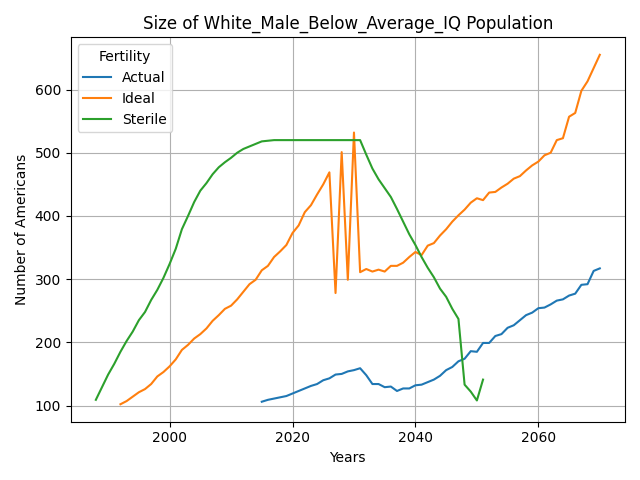 Size of White_Male_Below_Average_IQ Population
Fertility
Actual
Ideal
Sterile
Number of Americans
600
500
400
300
200
100
2000
2020
2040
2060
Years